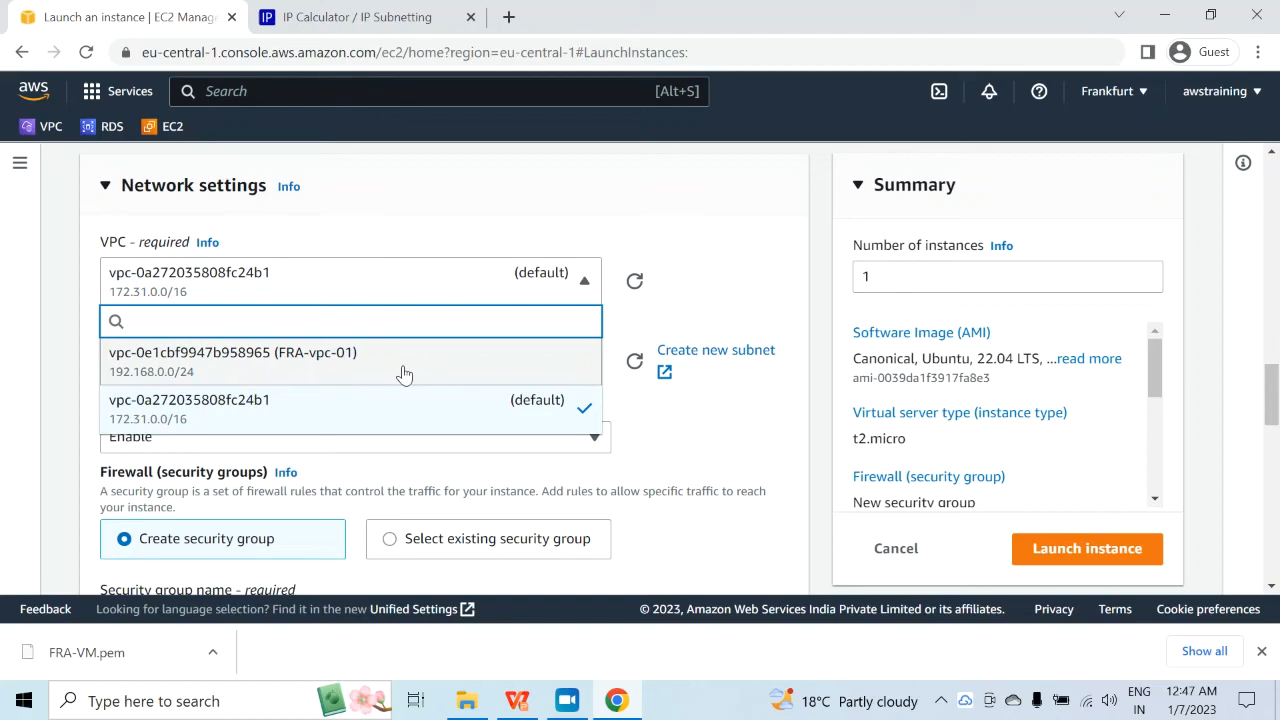 Launch an instance | EC2 Manag
IP IP Calculator / IP Subnetting
eu-central-1.console.aws.amazon.com/ec2/home?region=eu-central-1#LaunchInstances:
Guest
aws Services Search [Alt+S] Frankfurt awstraining
VPC RDS EC2
Network settings Info
VPC - required Info
vpc-0a272035808fc24b1 (default)
172.31.0.0/16
vpc-0e1cbf9947b958965 (FRA-vpc-01)
192.168.0.0/24
vpc-0a272035808fc24b1 (default)
172.31.0.0/16
Create new subnet
Enable
Firewall (security groups) Info
A security group is a set of firewall rules that control the traffic for your instance. Add rules to allow specific traffic to reach
your instance.
Create security group
Select existing security group
Security group name - required
Summary
Number of instances Info
1
Software Image (AMI)
Canonical, Ubuntu, 22.04 LTS, ...read more
ami-0039da1f3917fa8e3
Virtual server type (instance type)
t2.micro
Firewall (security group)
New security group
Cancel
Launch instance
Feedback Looking for language selection? Find it in the new Unified Settings © 2023, Amazon Web Services India Private Limited or its affiliates. Privacy Terms Cookie preferences
FRA-VM.pem
Show all
Type here to search
18°C Partly cloudy
ENG
IN
12:47 AM
1/7/2023